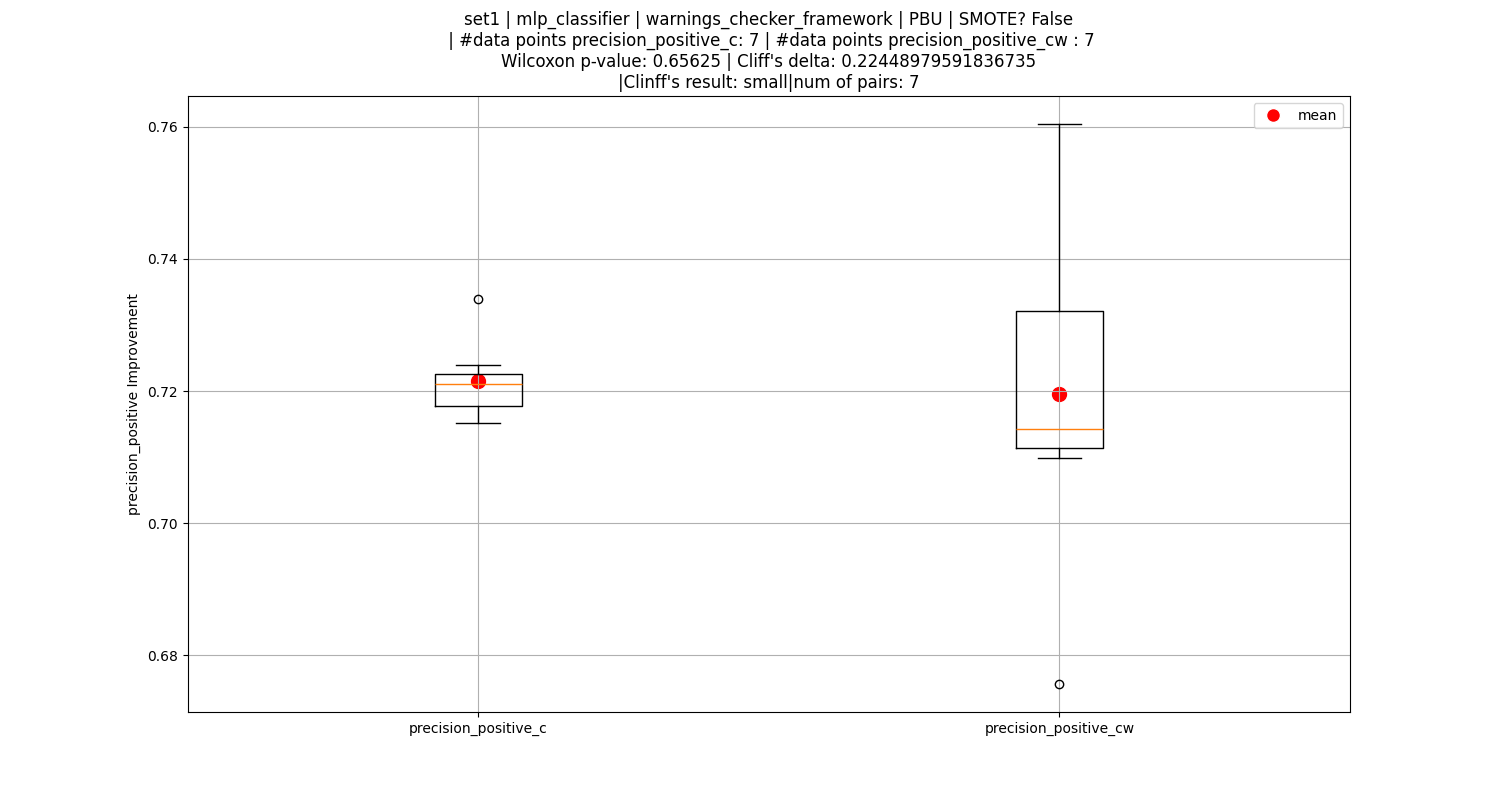 set1 | mlp_classifier | warnings_checker_framework | PBU | SMOTE? False
| #data points precision_positive_c: 7 | #data points precision_positive_cw : 7
Wilcoxon p-value: 0.65625 | Cliff's delta: 0.22448979591836735
|Clinff's result: small|num of pairs: 7
mean
0.76
0.74
0.72
0.70
0.68
precision_positive Improvement
precision_positive_c
precision_positive_cw